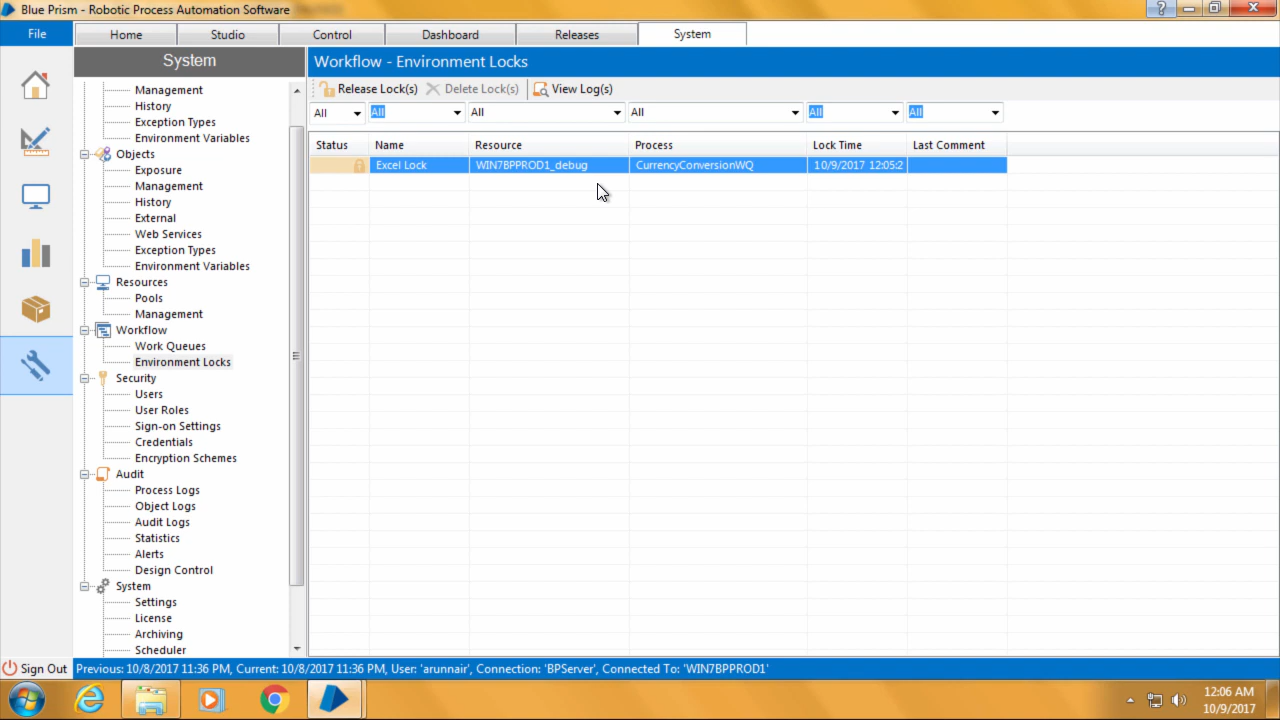 Blue Prism - Robotic Process Automation Software
File
Home
Studio
Control
Dashboard
Releases
System
System
Management
History
Exception Types
Environment Variables
Objects
Exposure
Management
History
External
Web Services
Exception Types
Environment Variables
Resources
Pools
Management
Workflow
Work Queues
Environment Locks
Security
Users
User Roles
Sign-on Settings
Credentials
Encryption Schemes
Audit
Process Logs
Object Logs
Audit Logs
Statistics
Alerts
Design Control
System
Settings
License
Archiving
Scheduler
Workflow - Environment Locks
Release Lock(s) Delete Lock(s) View Log(s)
All All All All All All
Status Name Resource Process Lock Time Last Comment
Excel Lock WIN7BPPROD1_debug CurrencyConversionWQ 10/9/2017 12:05:2
Sign Out
Previous: 10/8/2017 11:36 PM, Current: 10/8/2017 11:36 PM, User: 'arunnair', Connection: 'BPServer', Connected To: 'WIN7BPPROD1'
12:06 AM
10/9/2017